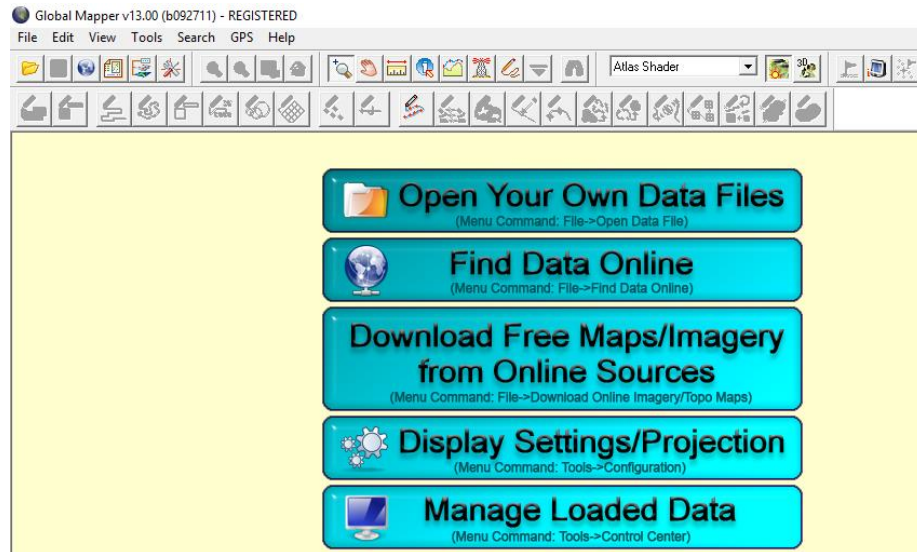 Global Mapper v13.00 (b092711) - REGISTERED
File Edit View Tools Search GPS Help
Atlas Shader
3D
Open Your Own Data Files
(Menu Command: File->Open Data File)
Find Data Online
(Menu Command: File->Find Data Online)
Download Free Maps/Imagery
from Online Sources
(Menu Command: File->Download Online Imagery/Topo Maps)
Display Settings/Projection
(Menu Command: Tools->Configuration)
Manage Loaded Data
(Menu Command: Tools->Control Center)